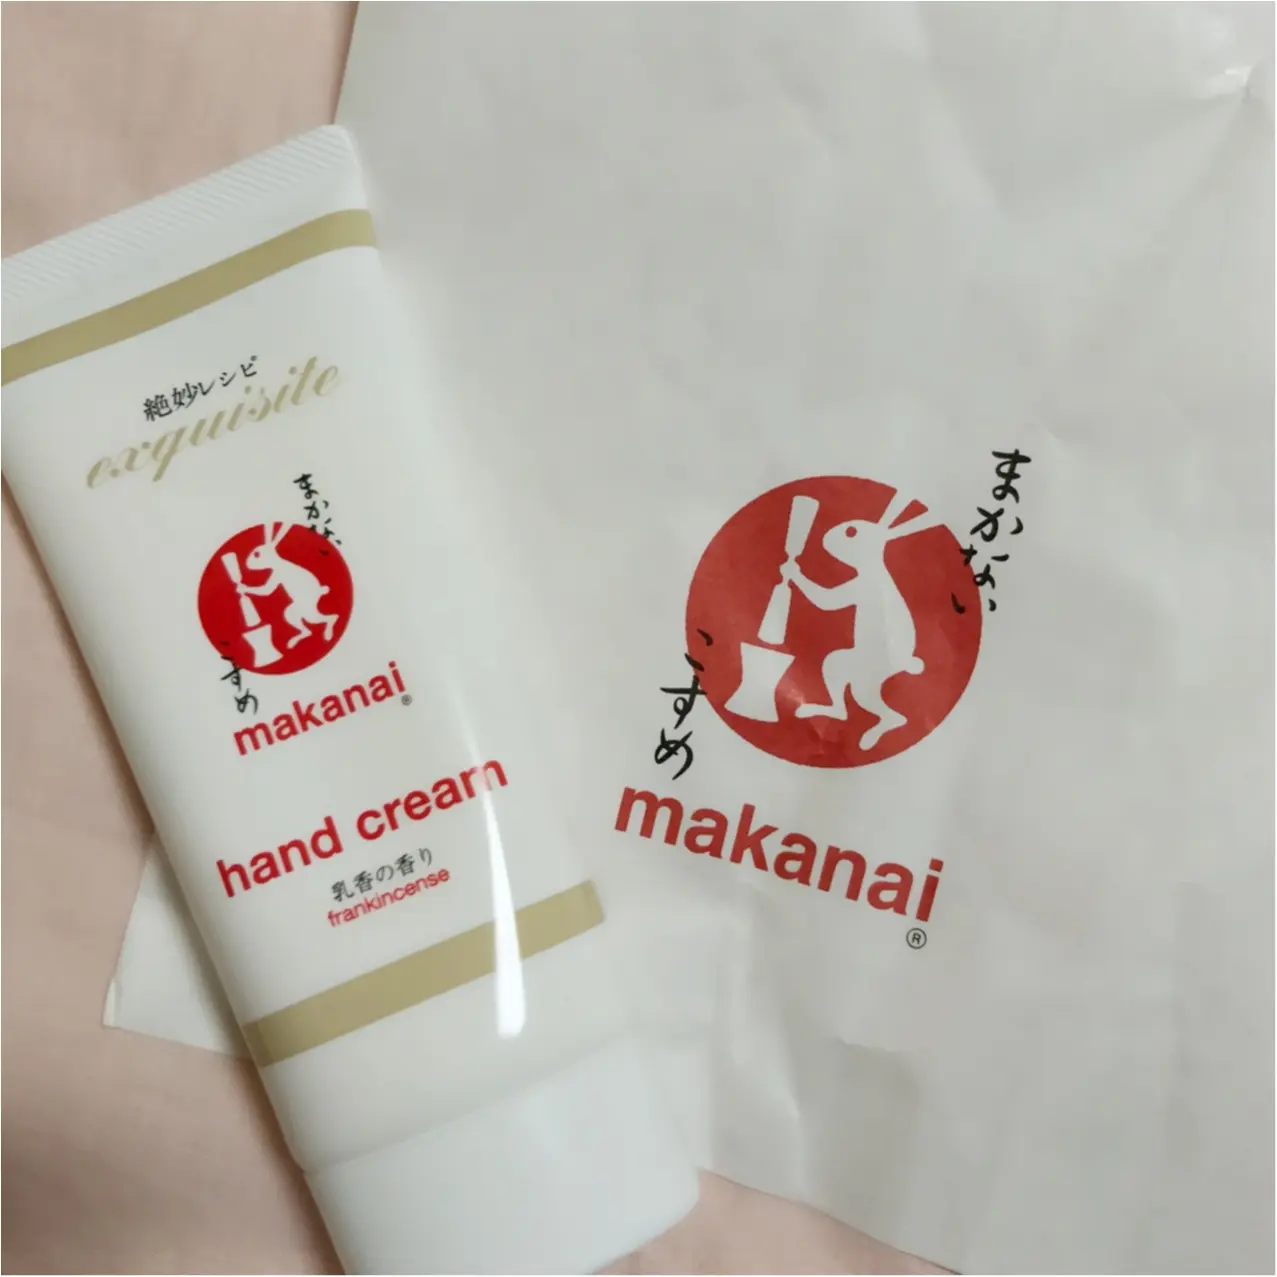 絶妙レシピ
exquisite
まかない
こすめ
makanai
®
hand cream
乳香の香り
frankincense
まかない
こすめ
makanai
®